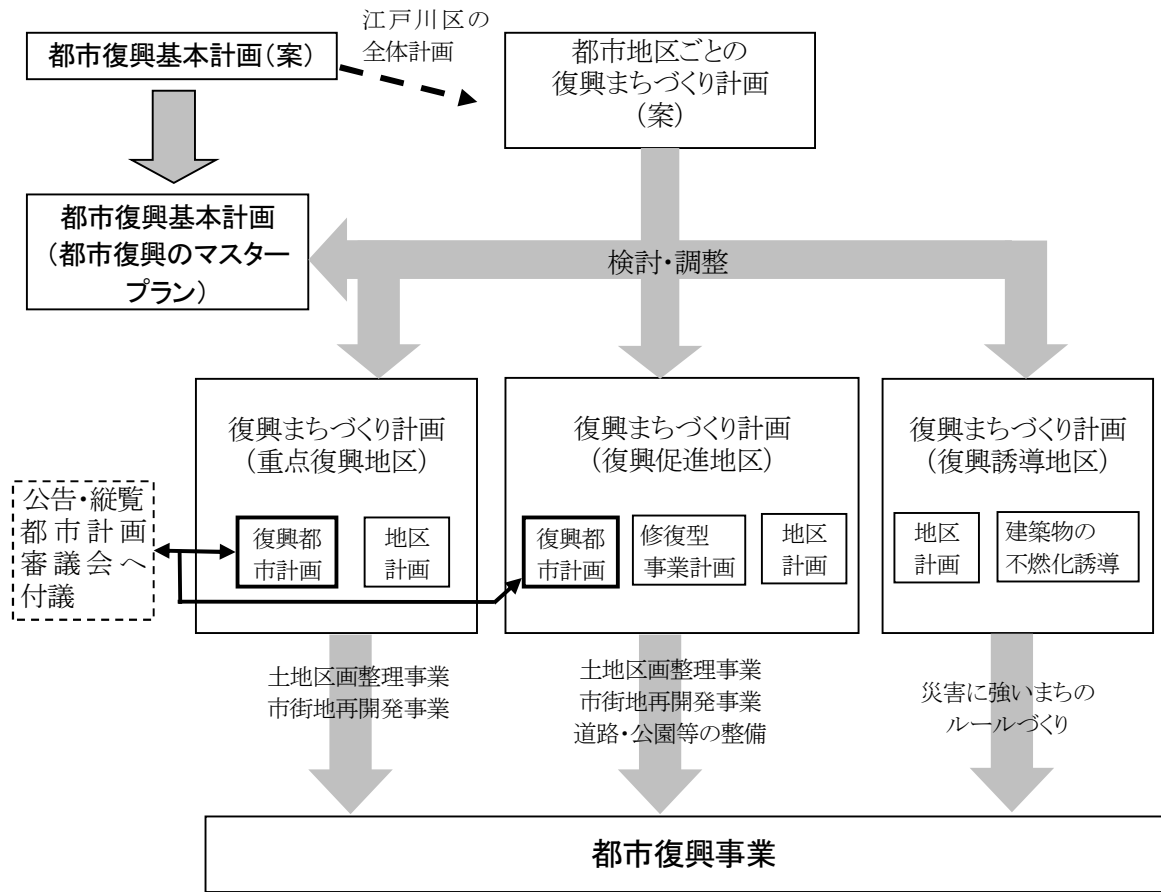 江戸川区の
全体計画
都市復興基本計画（案）
都市地区ごとの
復興まちづくり計画
（案）
都市復興基本計画
（都市復興のマスター
プラン）
検討・調整
復興まちづくり計画
（重点復興地区）
復興都
市計画
地区
計画
復興まちづくり計画
（復興促進地区）
復興都
市計画
修復型
事業計画
地区
計画
復興まちづくり計画
（復興誘導地区）
地区
計画
建築物の
不燃化誘導
公告・縦覧
都市計画
審議会へ
付議
土地区画整理事業
市街地再開発事業
土地区画整理事業
市街地再開発事業
道路・公園等の整備
災害に強いまちの
ルールづくり
都市復興事業